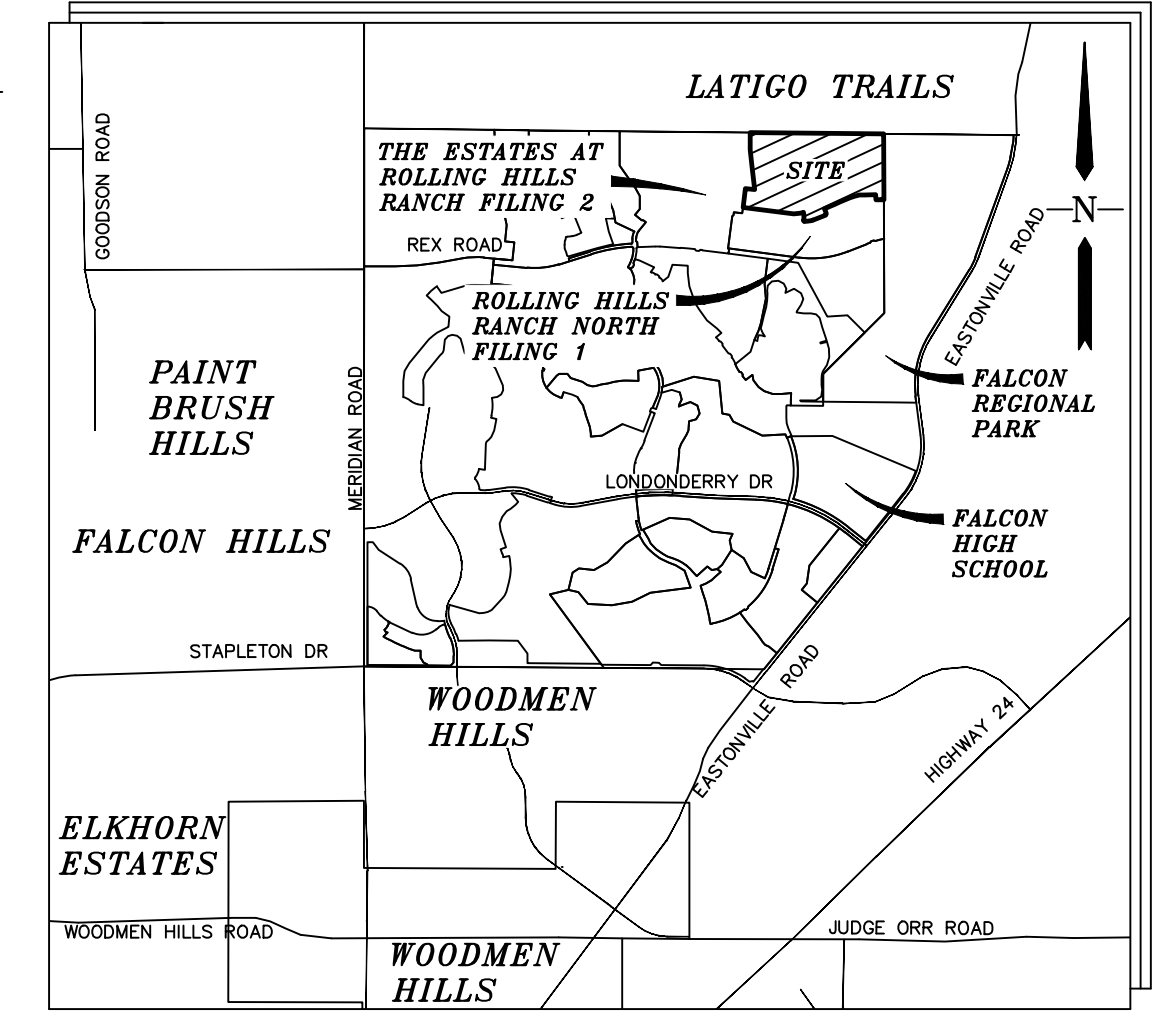 LATIGO TRAILS
GOODSON ROAD
THE ESTATES AT
ROLLING HILLS
RANCH FILING 2
SITE
N
REX ROAD
EASTONVILLE ROAD
ROLLING HILLS
RANCH NORTH
FILING 1
PAINT
BRUSH
HILLS
MERIDIAN ROAD
FALCON
REGIONAL
PARK
LONDONDERRY DR
FALCON HILLS
FALCON
HIGH
SCHOOL
STAPLETON DR
WOODMEN
HILLS
EASTONVILLE ROAD
HIGHWAY 24
ELKHORN
ESTATES
WOODMEN HILLS ROAD
JUDGE ORR ROAD
WOODMEN
HILLS